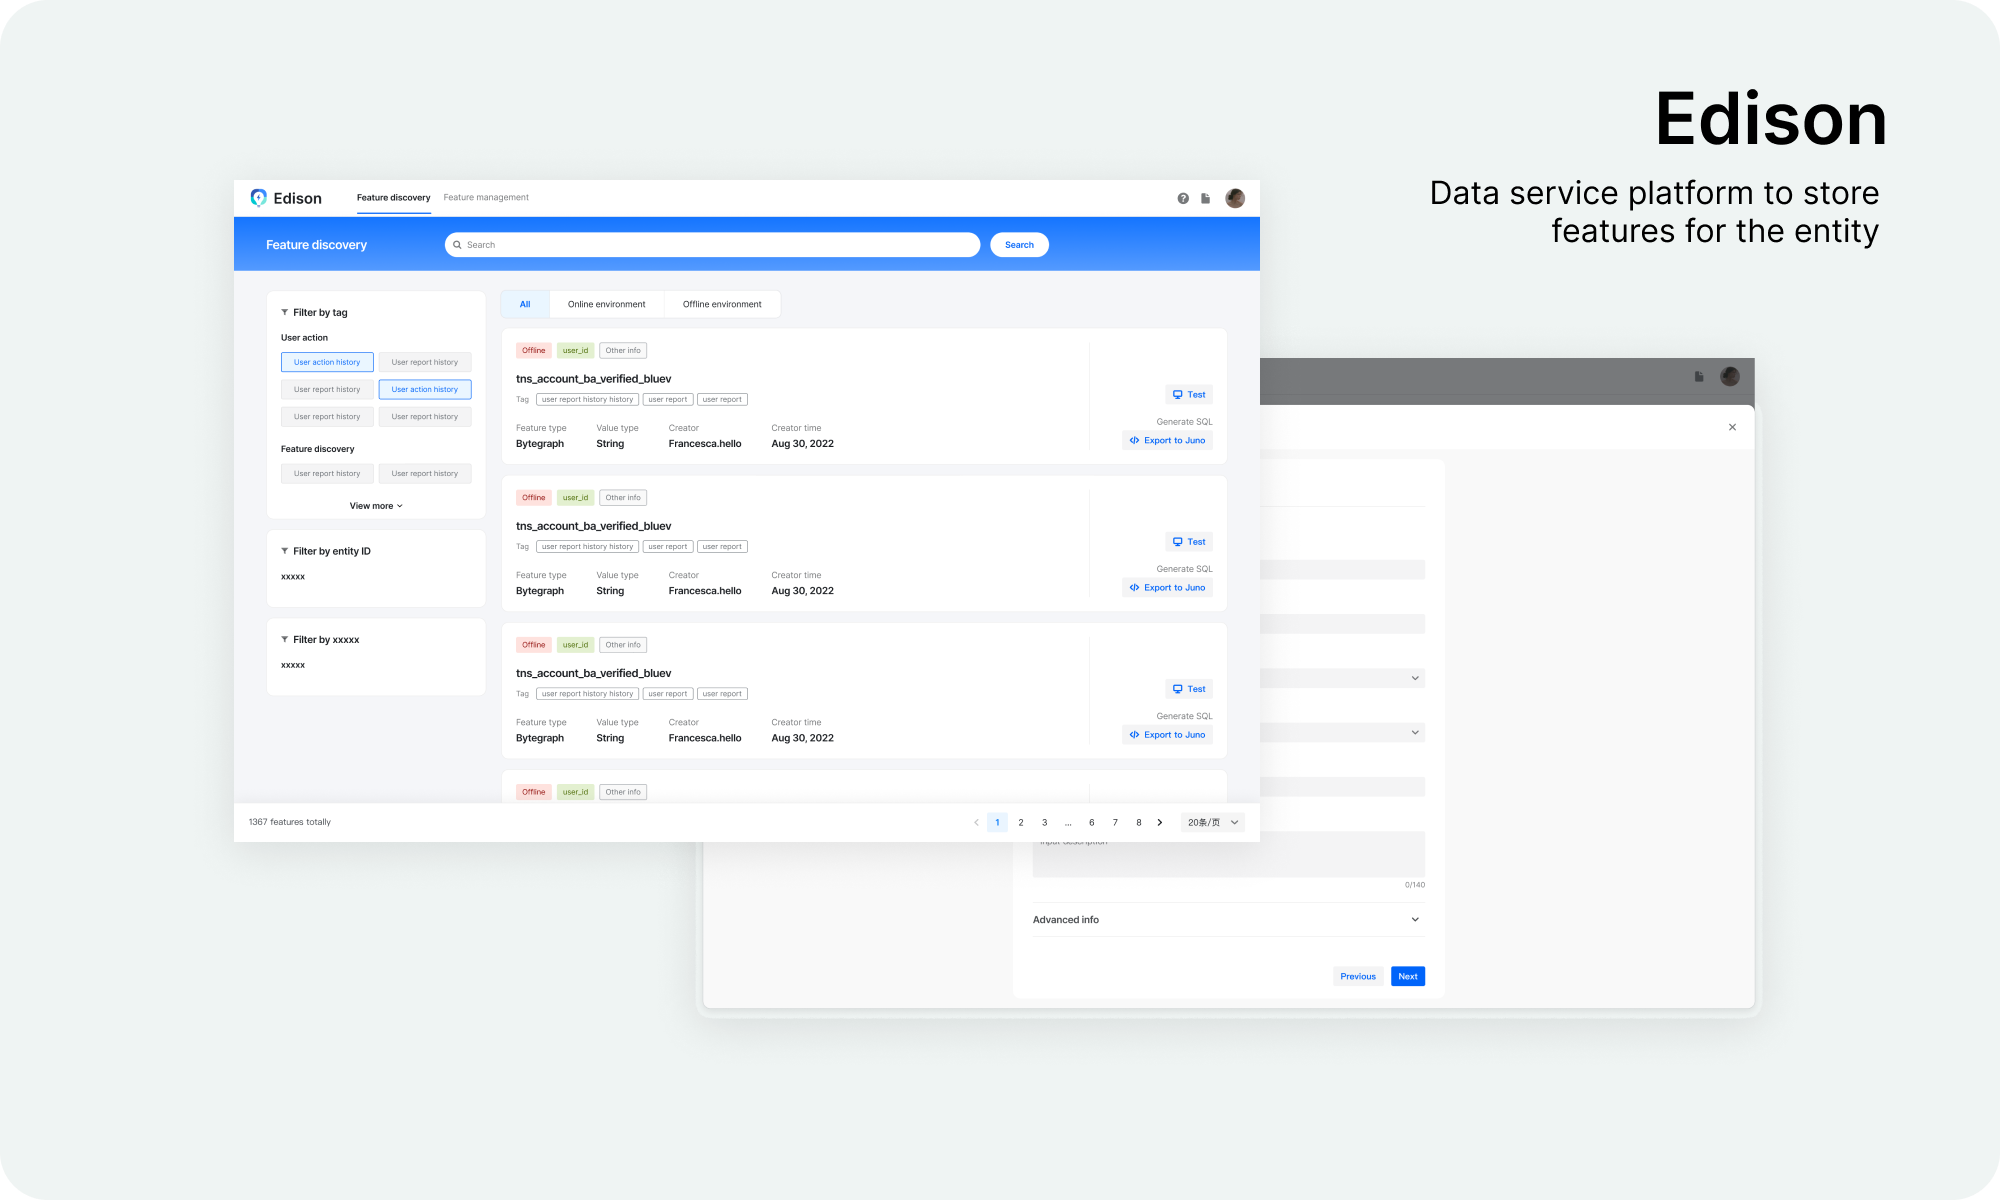 Edison
Data service platform to store
features for the entity
Edison
Feature discovery
Feature management
Feature discovery
Search
Search
Filter by tag
User action
User action history
User report history
User report history
User action history
User report history
User report history
Feature discovery
User report history
User report history
View more
Filter by entity ID
xxxxx
Filter by xxxxx
xxxxx
All
Online environment
Offline environment
Offline
user_id
Other info
tns_account_ba_verified_bluev
Tag
user report history history
user report
user report
Feature type
Value type
Creator
Creator time
Bytegraph
String
Francesca.hello
Aug 30, 2022
Test
Generate SQL
Export to Juno
Offline
user_id
Other info
tns_account_ba_verified_bluev
Tag
user report history history
user report
user report
Feature type
Value type
Creator
Creator time
Bytegraph
String
Francesca.hello
Aug 30, 2022
Test
Generate SQL
Export to Juno
Offline
user_id
Other info
tns_account_ba_verified_bluev
Tag
user report history history
user report
user report
Feature type
Value type
Creator
Creator time
Bytegraph
String
Francesca.hello
Aug 30, 2022
Test
Generate SQL
Export to Juno
Offline
user_id
Other info
1367 features totally
1 2 3 ... 6 7 8
20条/页
Input description
0/140
Advanced info
Previous
Next